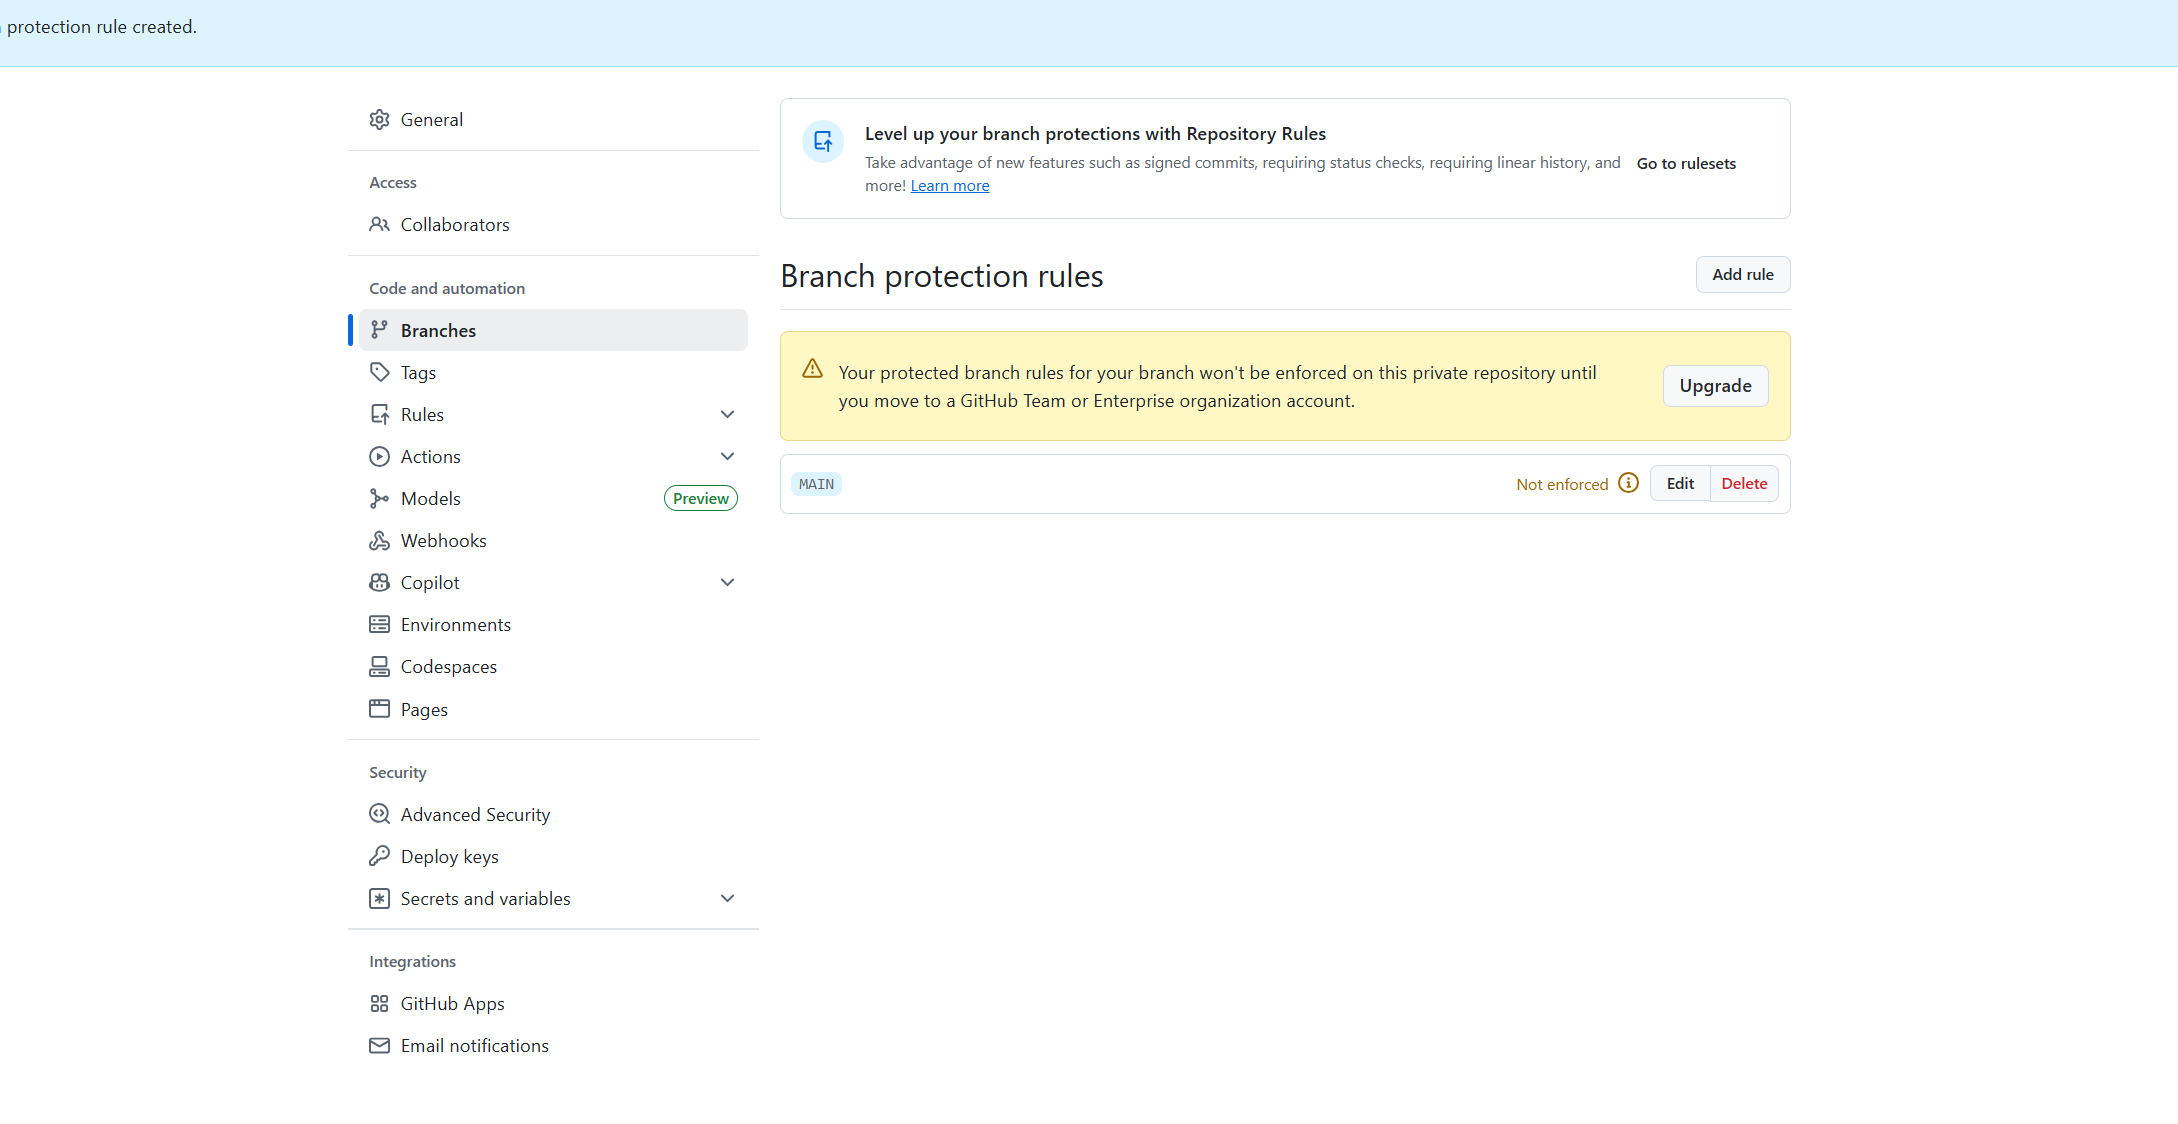 protection rule created.
General
Access
Collaborators
Code and automation
Branches
Tags
Rules
Actions
Models
Preview
Webhooks
Copilot
Environments
Codespaces
Pages
Security
Advanced Security
Deploy keys
Secrets and variables
Integrations
GitHub Apps
Email notifications
Level up your branch protections with Repository Rules
Take advantage of new features such as signed commits, requiring status checks, requiring linear history, and
more! Learn more
Go to rulesets
Branch protection rules
Add rule
Your protected branch rules for your branch won't be enforced on this private repository until
you move to a GitHub Team or Enterprise organization account.
Upgrade
MAIN
Not enforced
Edit
Delete